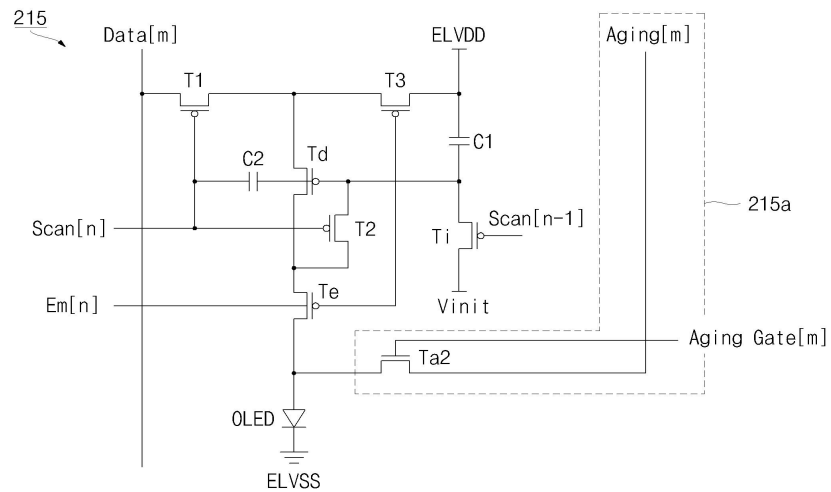 215
Data[m]
ELVDD
Aging[m]
T1
T3
C1
C2
Td
215a
Scan[n-1]
Scan[n]
T2
Ti
Te
Em[n]
Vinit
Aging Gate[m]
Ta2
OLED
ELVSS